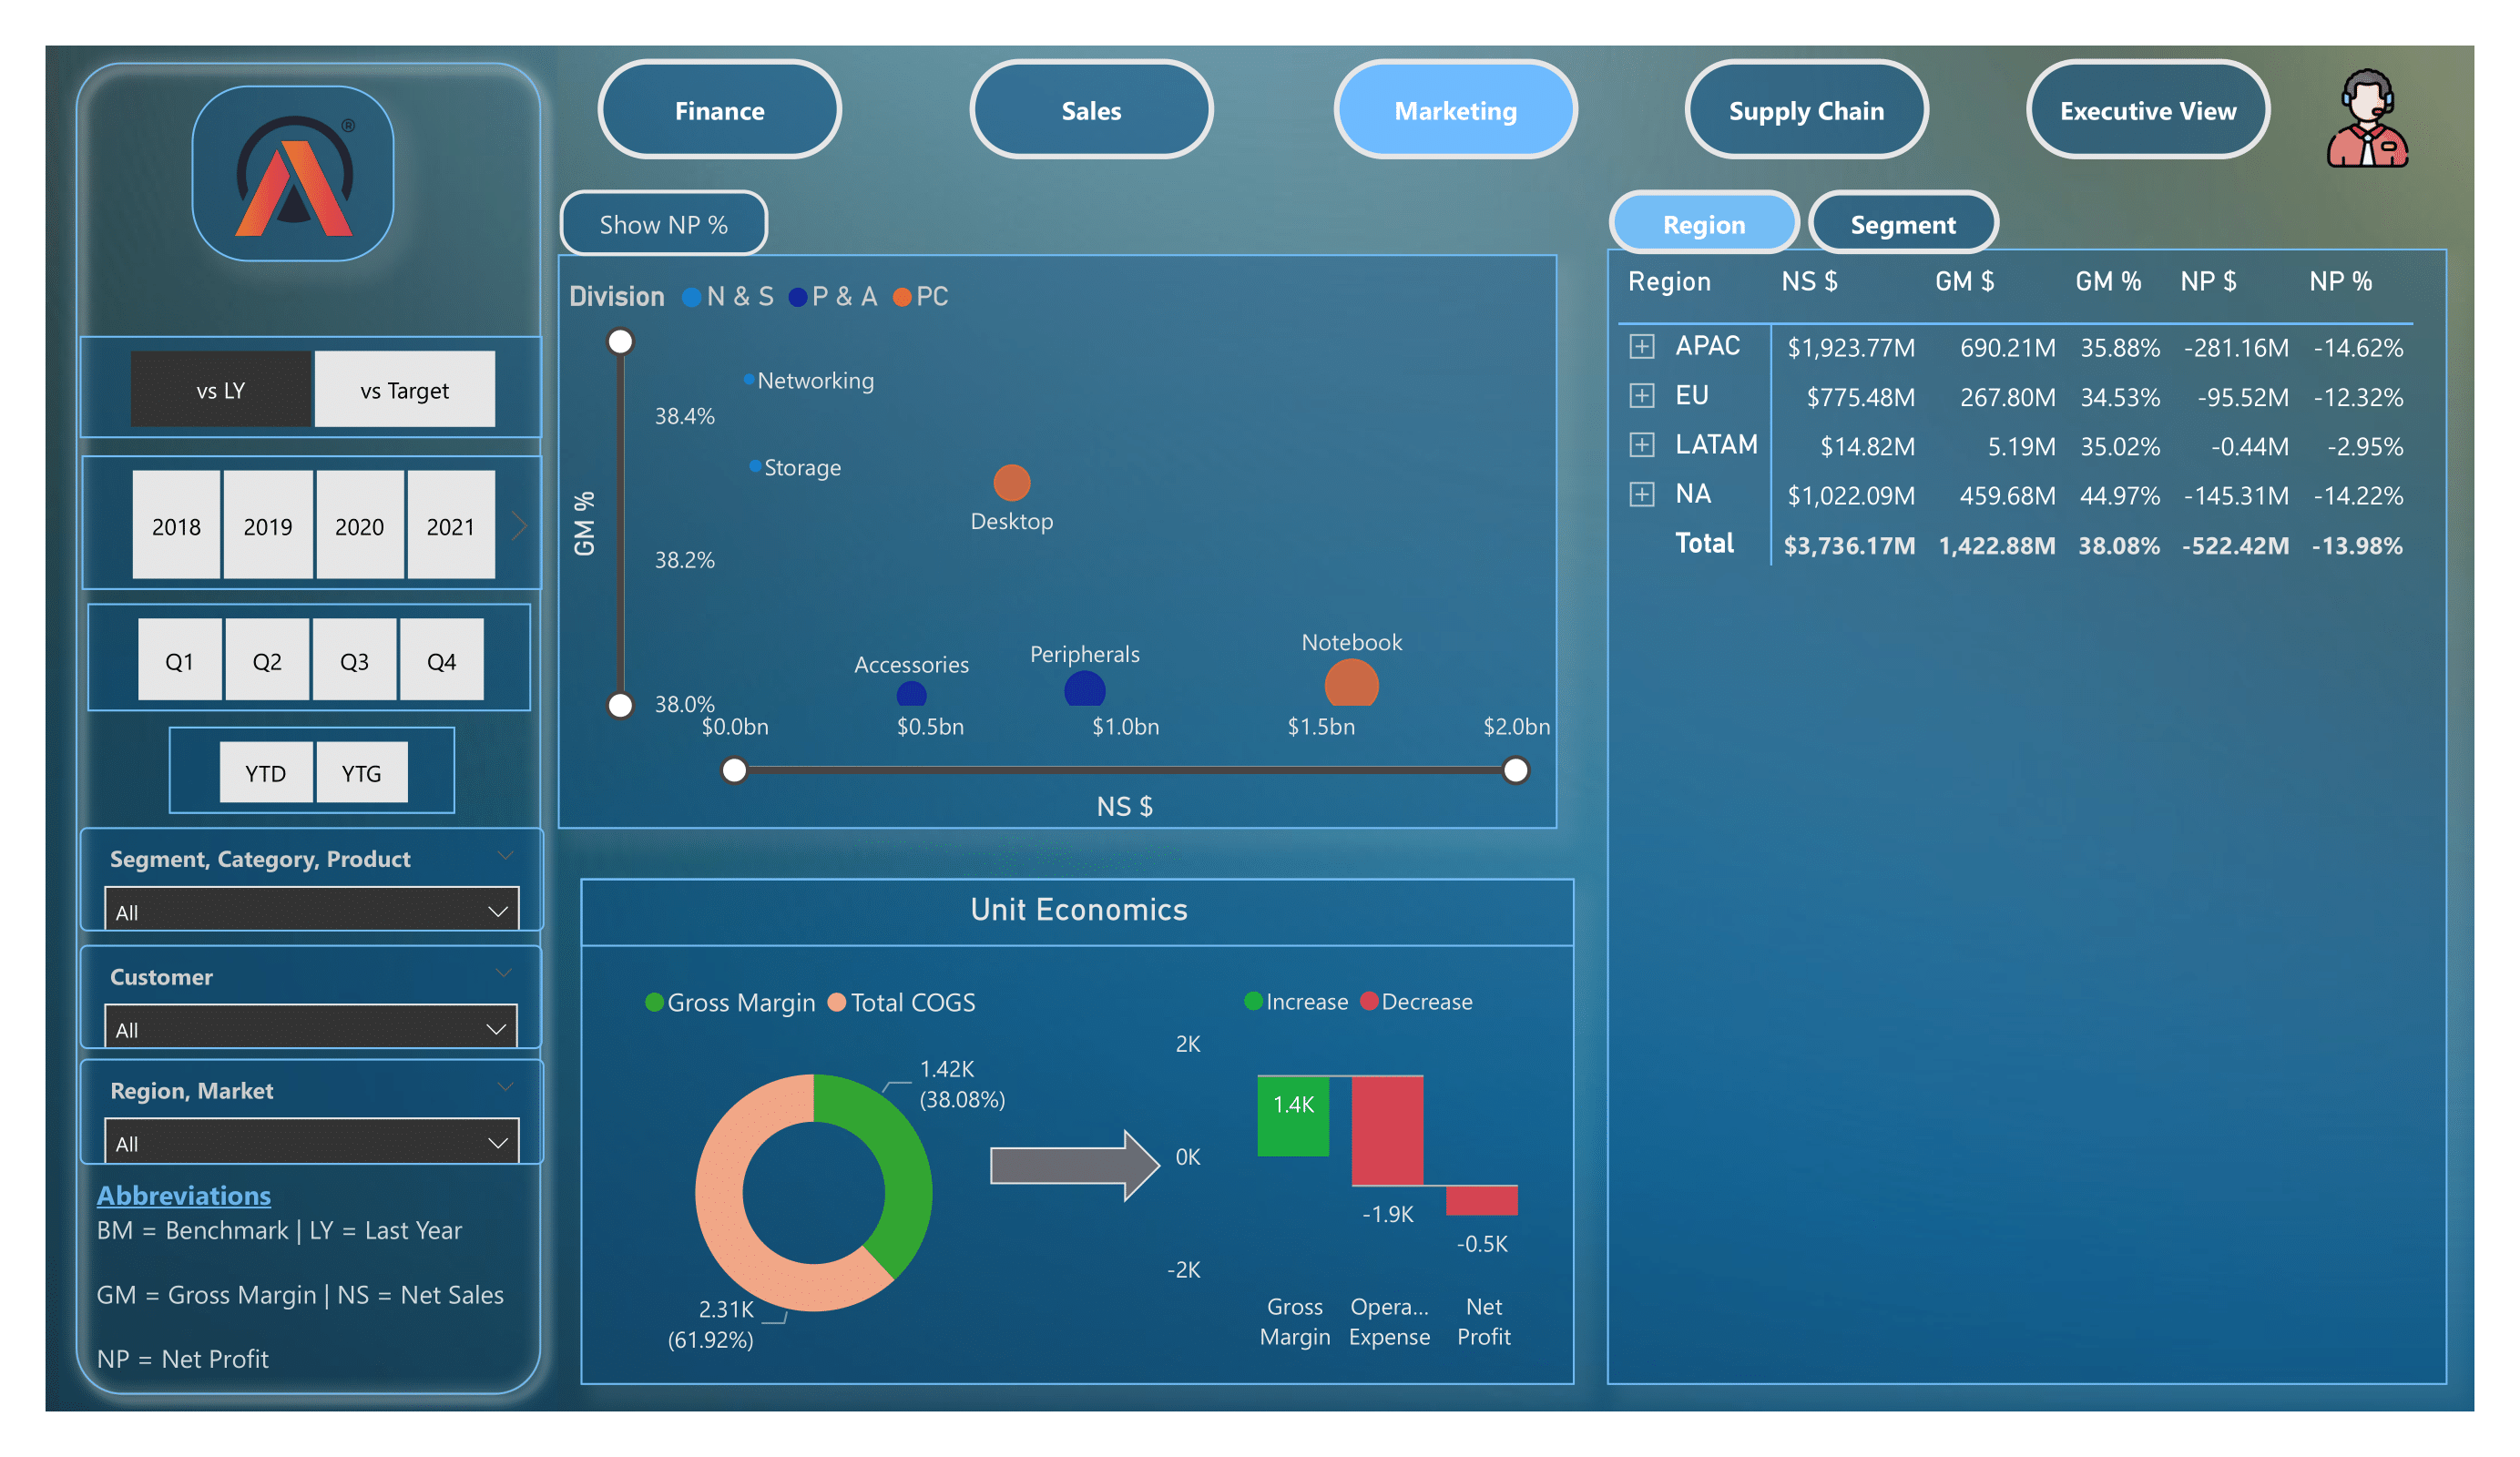 Finance
Sales
Marketing
Supply Chain
Executive View
®
vs LY
vs Target
2018
2019
2020
2021
Q1
Q2
Q3
Q4
YTD
YTG
Segment, Category, Product
All
Customer
All
Region, Market
All
Abbreviations
BM = Benchmark | LY = Last Year
GM = Gross Margin | NS = Net Sales
NP = Net Profit
Show NP %
Division N & S P & A PC
GM %
38.4%
38.2%
38.0%
Networking
Storage
Desktop
Accessories
Peripherals
Notebook
$0.0bn $0.5bn $1.0bn $1.5bn $2.0bn
NS $
Unit Economics
Gross Margin Total COGS
1.42K
(38.08%)
2.31K
(61.92%)
Increase Decrease
2K
0K
-2K
1.4K
-1.9K
-0.5K
Gross Margin
Opera... Expense
Net Profit
Region
Segment
Region NS $ GM $ GM % NP $ NP %
APAC $1,923.77M 690.21M 35.88% -281.16M -14.62%
EU $775.48M 267.80M 34.53% -95.52M -12.32%
LATAM $14.82M 5.19M 35.02% -0.44M -2.95%
NA $1,022.09M 459.68M 44.97% -145.31M -14.22%
Total $3,736.17M 1,422.88M 38.08% -522.42M -13.98%